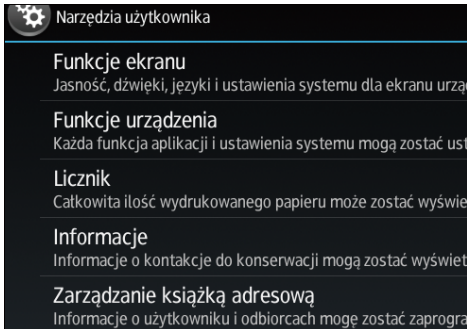 Narzędzia użytkownika
Funkcje ekranu
Jasność, dźwięki, języki i ustawienia systemu dla ekranu urzą
Funkcje urządzenia
Każda funkcja aplikacji i ustawienia systemu mogą zostać ust
Licznik
Całkowita ilość wydrukowanego papieru może zostać wyświe
Informacje
Informacje o kontakcje do konserwacji mogą zostać wyświet
Zarządzanie książką adresową
Informacje o użytkowniku i odbiorcach mogę zostać zaprogra